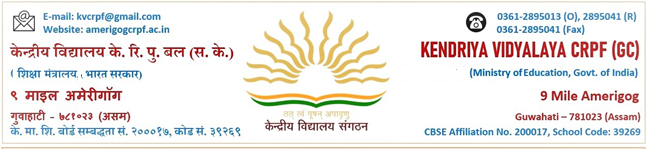 E-mail: kvcrpf@gmail.com
Website: amerigogcrpf.ac.in
केन्द्रीय विद्यालय के. रि. पु. बल (स. के.)
( शिक्षा मंत्रालय, भारत सरकार)
९ माइल अमेरीगॉग
गुवाहाटी - ७८१०२३ (असम)
के. मा. शि. बोर्ड सम्बद्धता सं. २०००१७, कोड सं. ३९२६९
तत् त्वं पूषन् अपावृणु
केन्द्रीय विद्यालय संगठन
0361-2895013 (O), 2895041 (R)
0361-2895041 (Fax)
KENDRIYA VIDYALAYA CRPF (GC)
(Ministry of Education, Govt. of India)
9 Mile Amerigog
Guwahati – 781023 (Assam)
CBSE Affiliation No. 200017, School Code: 39269